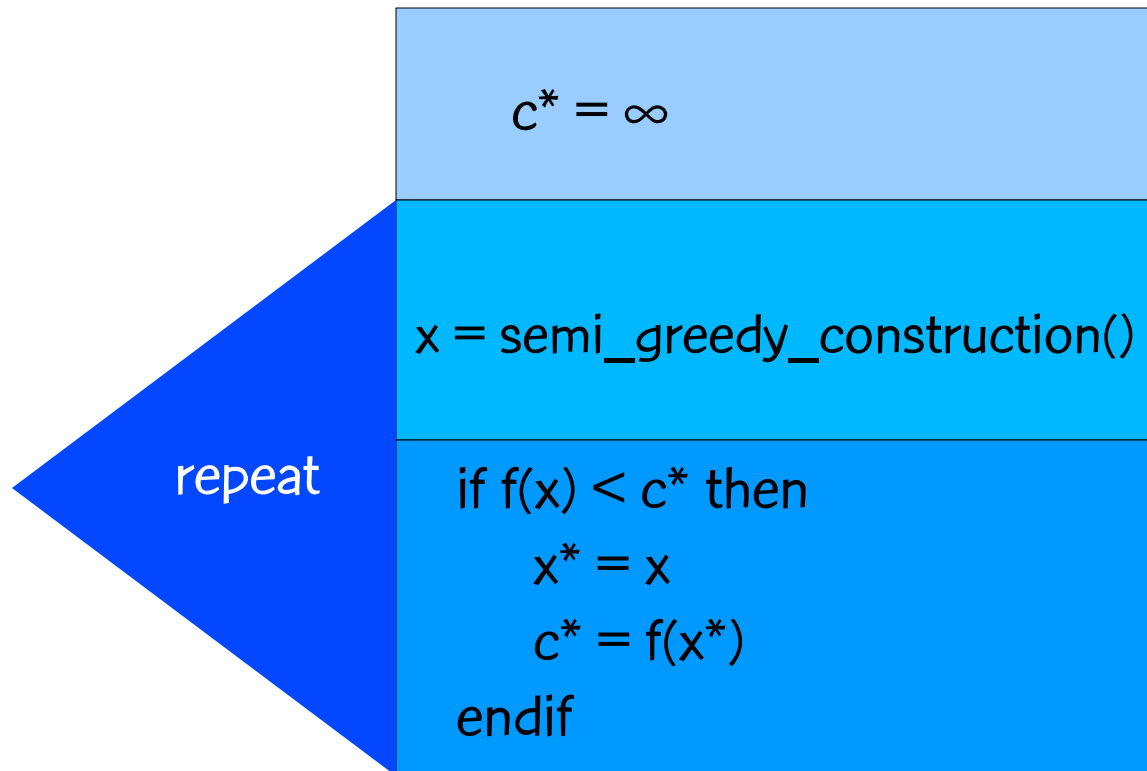 c* = ∞
x = semi_greedy_construction()
repeat
if f(x) < c* then
x* = x
c* = f(x*)
endif